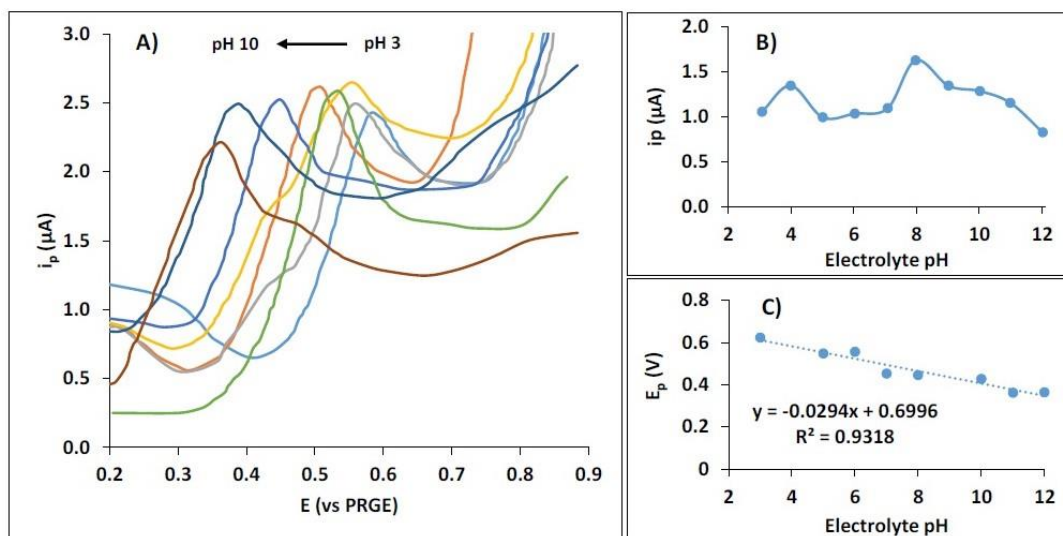 A)
pH 10
pH 3
3.0
2.5
2.0
1.5
1.0
0.5
0.0
0.2
0.3
0.4
0.5
0.6
0.7
0.8
0.9
ip (µA)
E (vs PRGE)
B)
2.0
1.5
1.0
0.5
0.0
2
4
6
8
10
12
ip (µA)
Electrolyte pH
C)
0.8
0.6
0.4
0.2
0
2
4
6
8
10
12
Ep (V)
y = -0.0294x + 0.6996
R² = 0.9318
Electrolyte pH